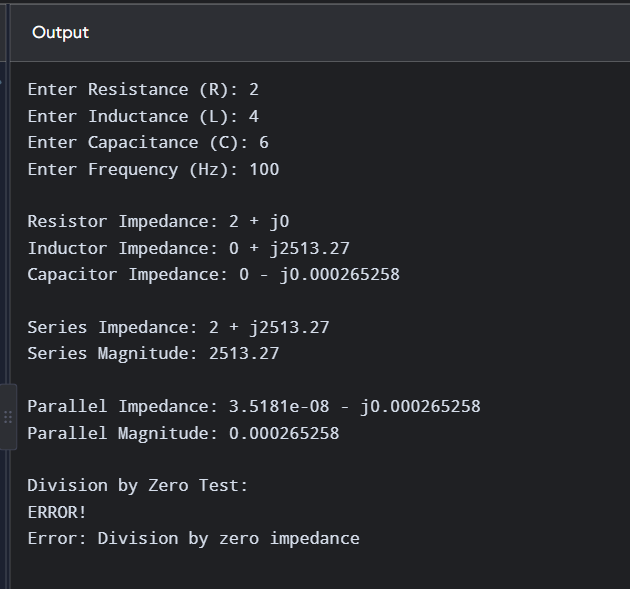 Output
Enter Resistance (R): 2
Enter Inductance (L): 4
Enter Capacitance (C): 6
Enter Frequency (Hz): 100
Resistor Impedance: 2 + j0
Inductor Impedance: 0 + j2513.27
Capacitor Impedance: 0 - j0.000265258
Series Impedance: 2 + j2513.27
Series Magnitude: 2513.27
Parallel Impedance: 3.5181e-08 - j0.000265258
Parallel Magnitude: 0.000265258
Division by Zero Test:
ERROR!
Error: Division by zero impedance